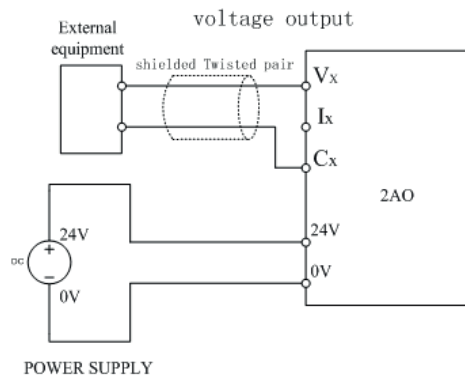 voltage output
External
equipment
shielded Twisted pair
Vx
Ix
Cx
2AO
24V
24V
DC
0V
0V
POWER SUPPLY